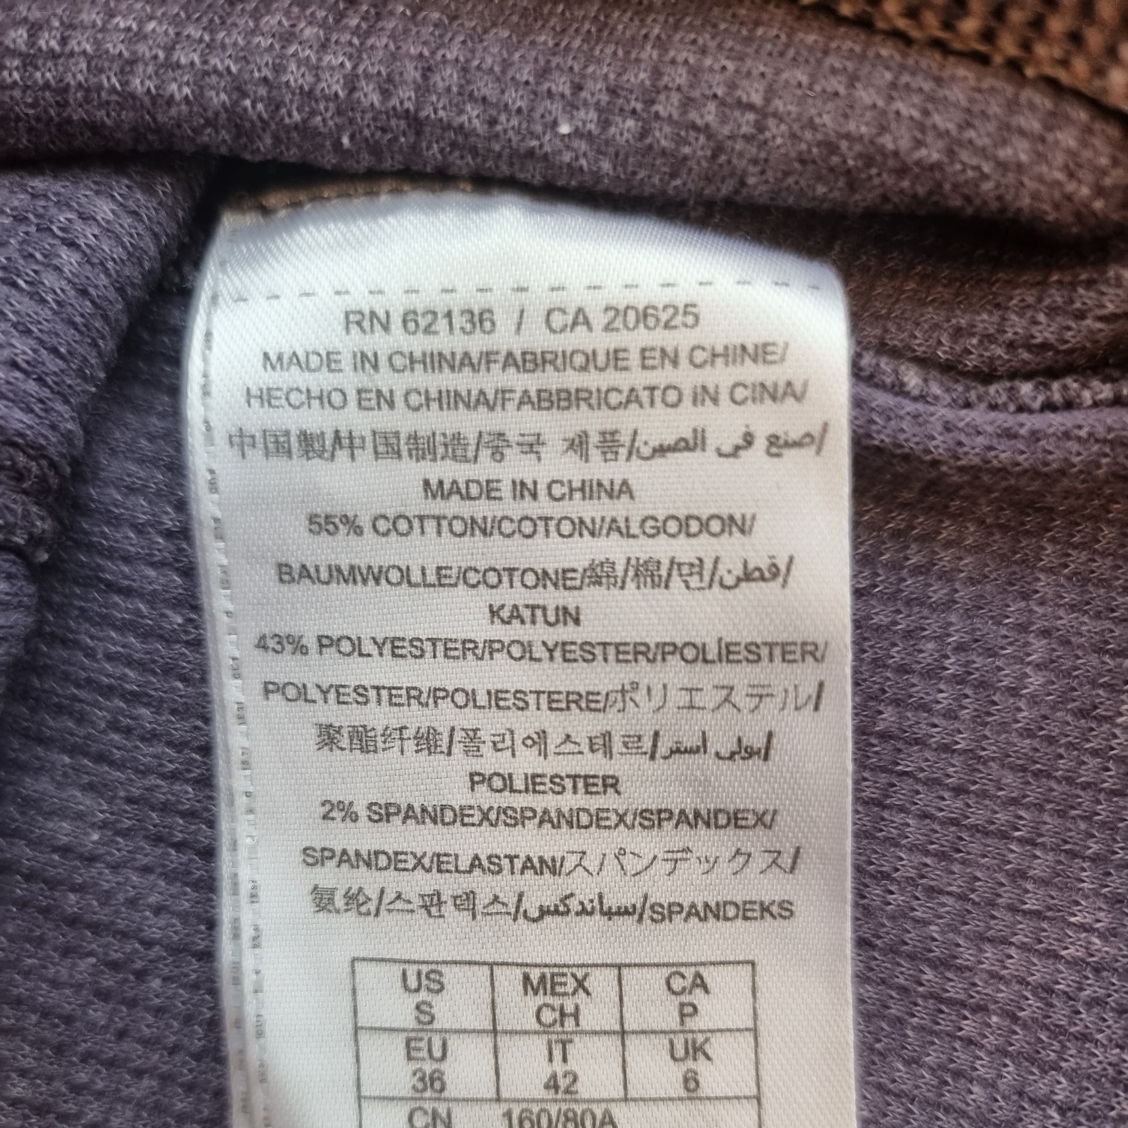 RN 62136 / CA 20625
MADE IN CHINA/FABRIQUE EN CHINE/
HECHO EN CHINA/FABBRICATO IN CINA/
中国製/中国制造/중국 제품/صنع في الصين/
MADE IN CHINA
55% COTTON/COTON/ALGODON/
BAUMWOLLE/COTONE/綿/棉/면/قطن/
KATUN
43% POLYESTER/POLYESTER/POLÍESTER/
POLYESTER/POLIESTERE/ポリエステル/
聚酯纤维/폴리에스테르/بولي استر/
POLIESTER
2% SPANDEX/SPANDEX/SPANDEX/
SPANDEX/ELASTAN/スパンデックス/
氨纶/스판덱스/سباندكس/SPANDEKS
US MEX CA
S CH P
EU IT UK
36 42 6
CN 160/80A